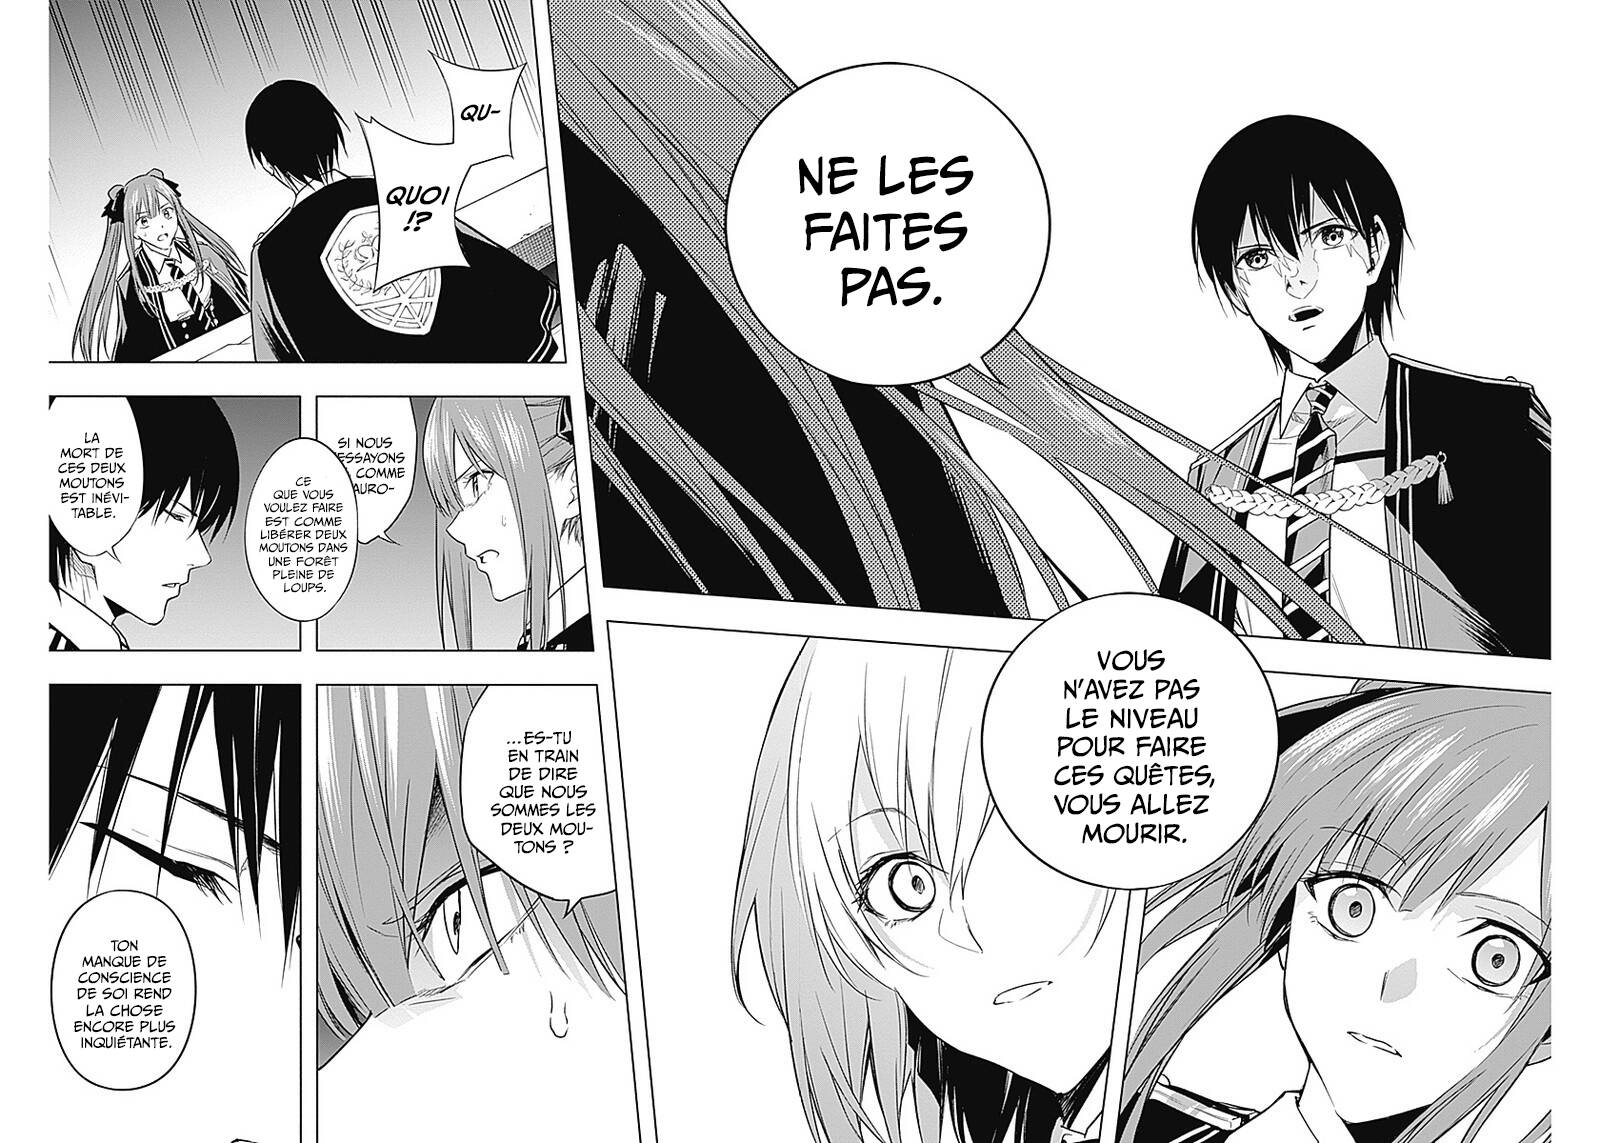 NE LES
FAITES
PAS.
VOUS
N'AVEZ PAS
LE NIVEAU
POUR FAIRE
CES QUÊTES,
VOUS ALLEZ
MOURIR.
QU-
QUOI
!?
SI NOUS
ESSAYONS
COMME
AURO-
CE
QUE VOUS
VOULEZ FAIRE
EST COMME
LIBÉRER DEUX
MOUTONS DANS
UNE FORÊT
PLEINE DE
LOUPS.
LA
MORT DE
CES DEUX
MOUTONS
EST INÉVI-
TABLE.
...ES-TU
EN TRAIN
DE DIRE
QUE NOUS
SOMMES LES
DEUX MOU-
TONS ?
TON
MANQUE DE
CONSCIENCE
DE SOI REND
LA CHOSE
ENCORE PLUS
INQUIÉTANTE.